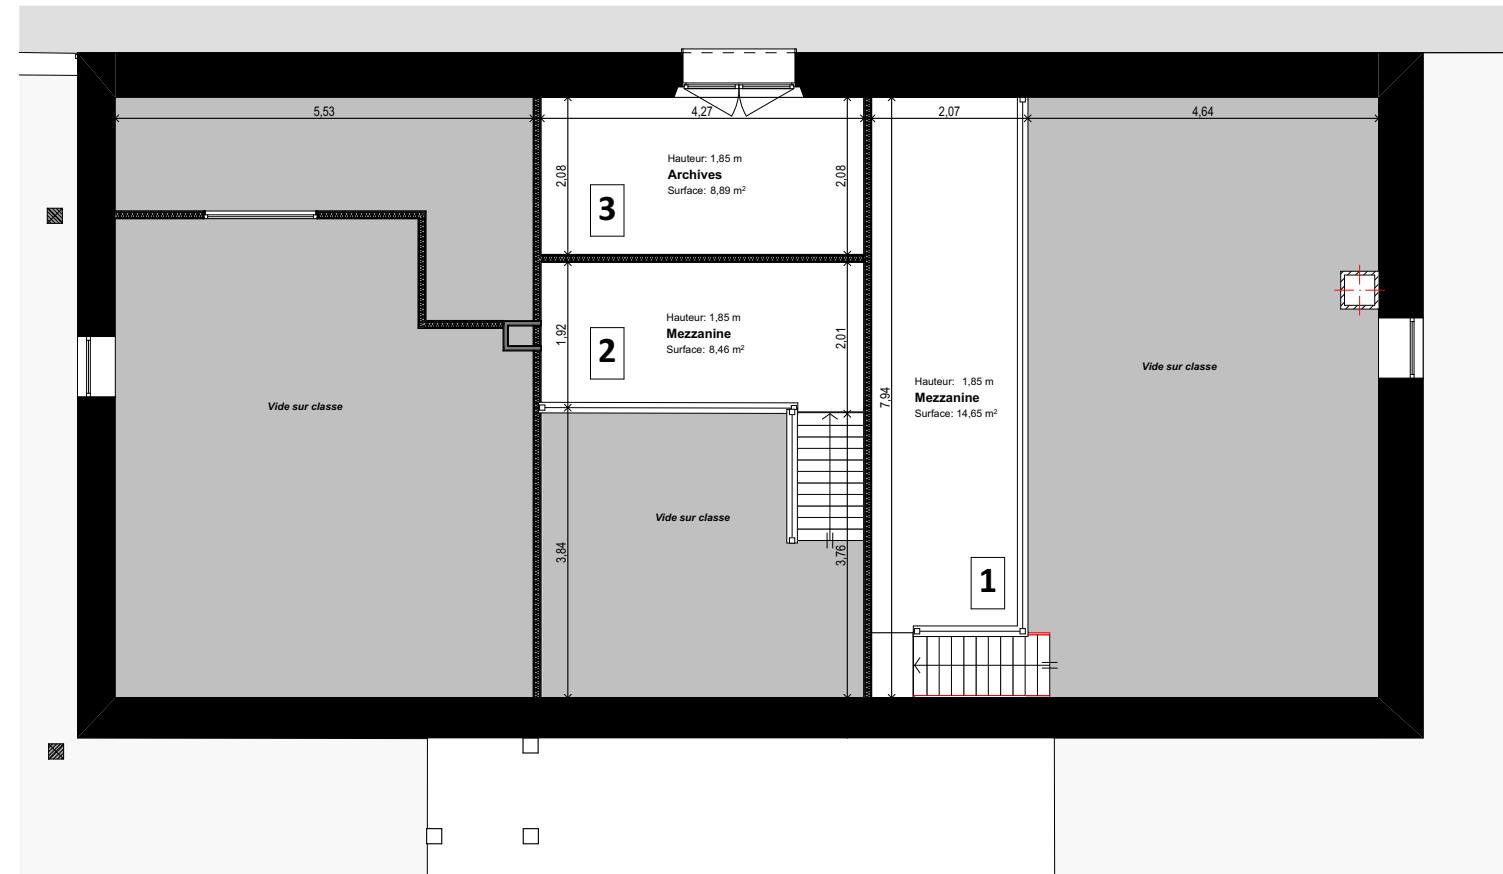 5,53
4,27
2,07
4,64
2,08
2,08
Hauteur: 1,85 m
Archives
Surface: 8,89 m²
3
1,92
2,01
Hauteur: 1,85 m
Mezzanine
Surface: 8,46 m²
2
7,94
Hauteur: 1,85 m
Mezzanine
Surface: 14,65 m²
Vide sur classe
Vide sur classe
Vide sur classe
3,84
3,76
1